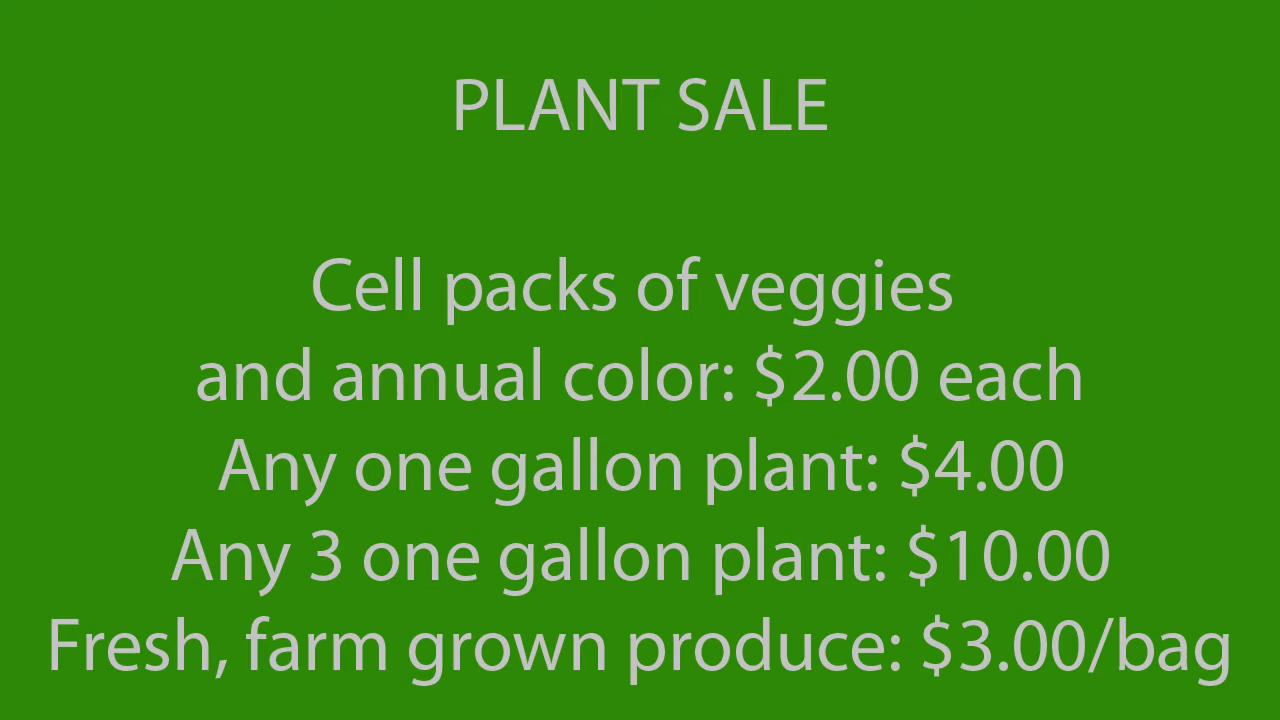 PLANT SALE
Cell packs of veggies
and annual color: $2.00 each
Any one gallon plant: $4.00
Any 3 one gallon plant: $10.00
Fresh, farm grown produce: $3.00/bag